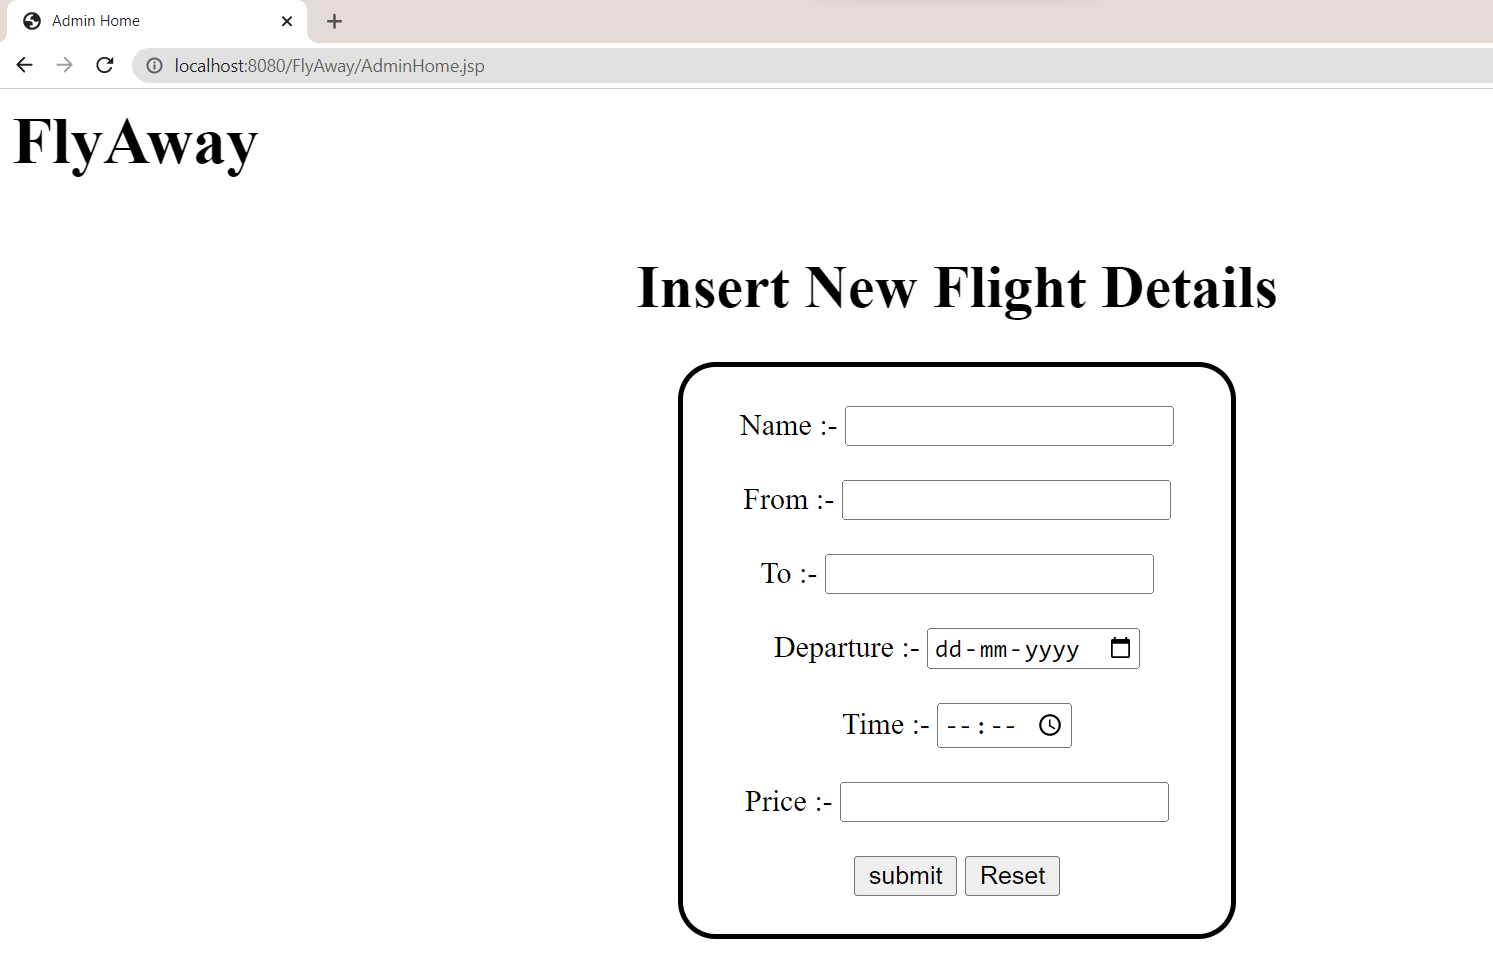 Admin Home
localhost:8080/FlyAway/AdminHome.jsp
FlyAway
Insert New Flight Details
Name :-
From :-
To :-
Departure :- dd-mm-yyyy
Time :- --:--
Price :-
submit Reset